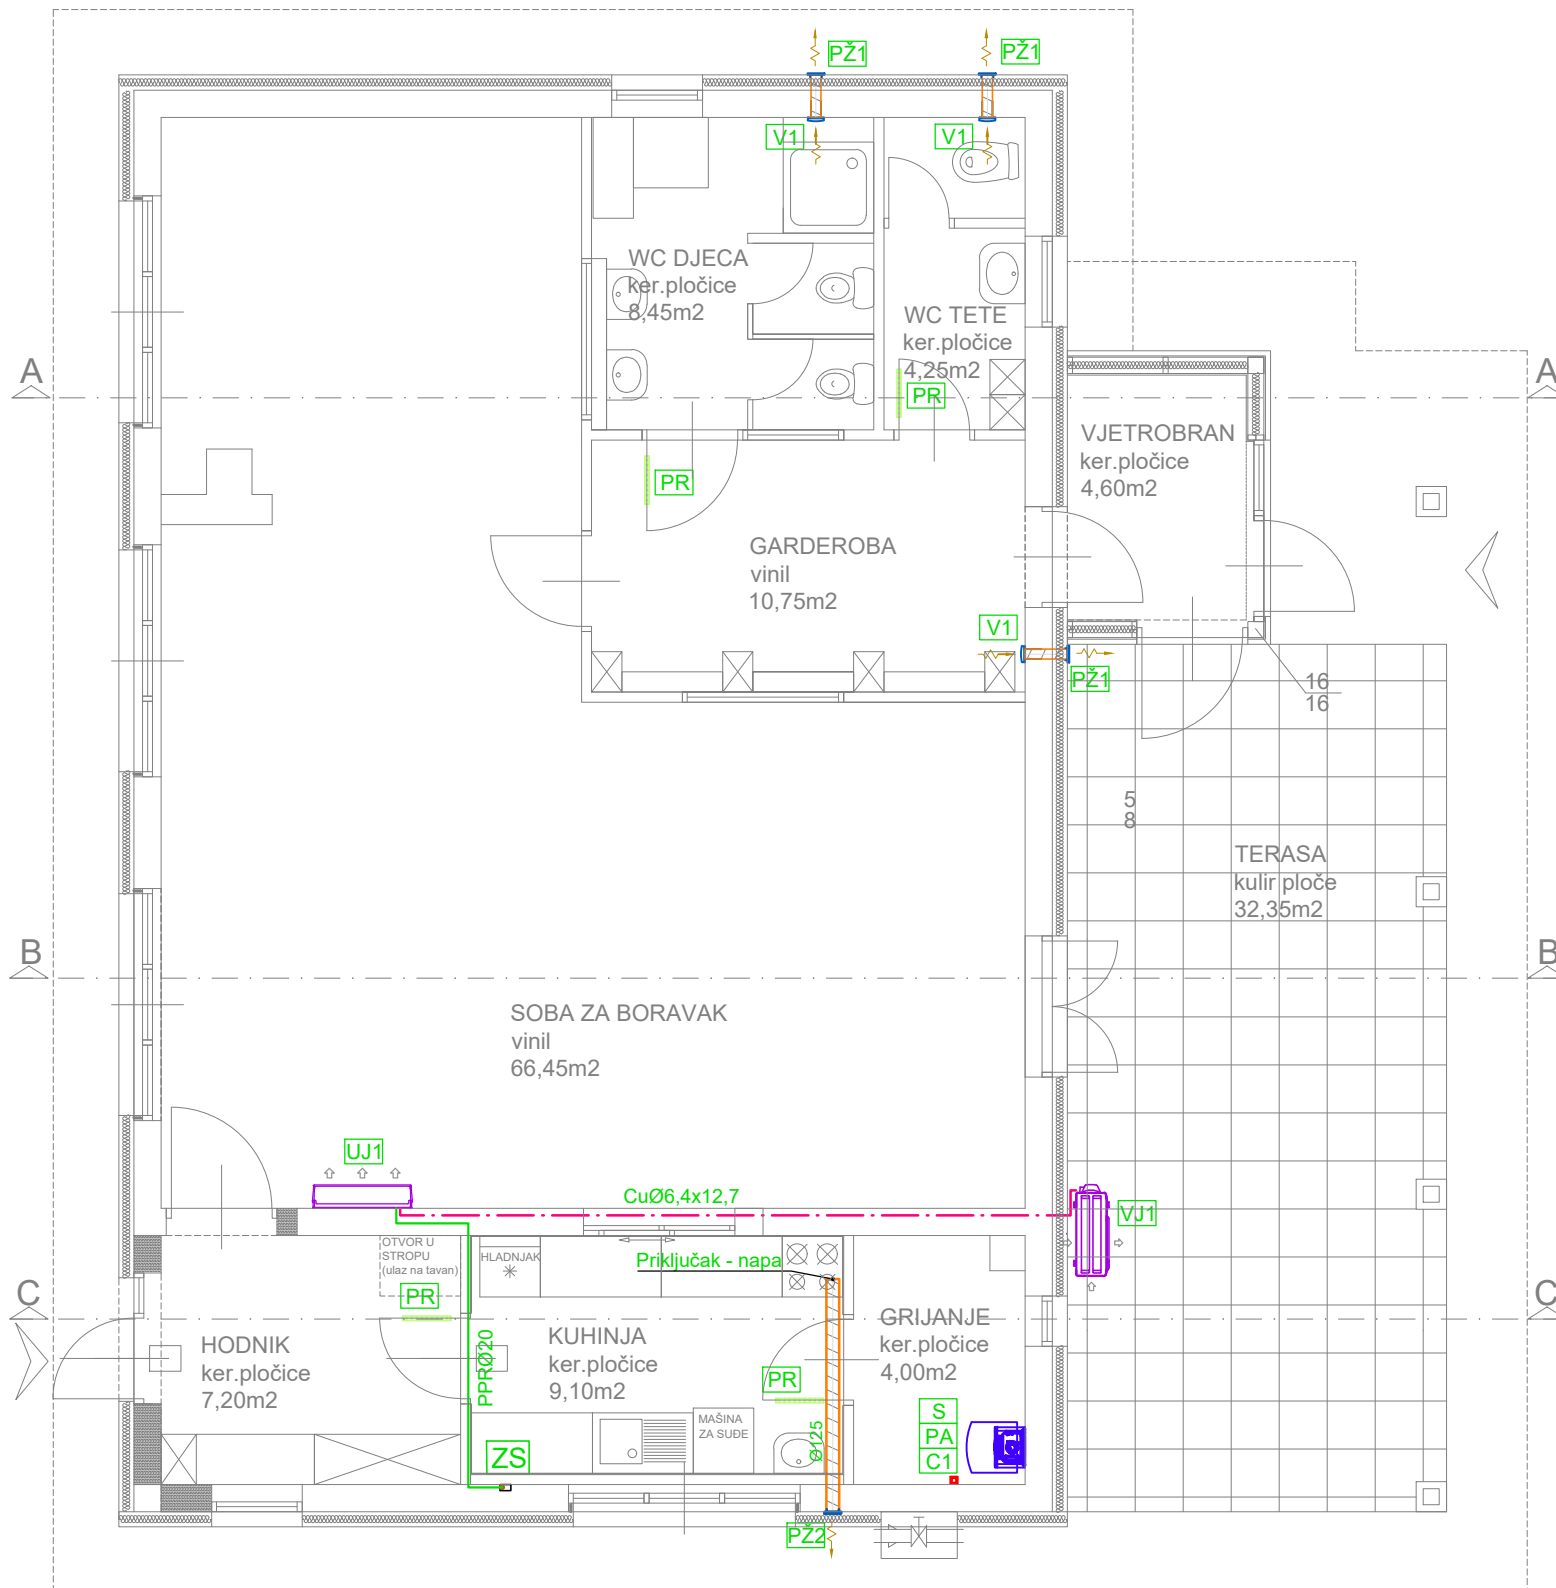 PŽ1
PŽ1
V1
V1
WC DJECA
ker.pločice
8,45m2
WC TETE
ker.pločice
4,25m2
PR
A
A
VJETROBRAN
ker.pločice
4,60m2
PR
GARDEROBA
vinil
10,75m2
V1
PŽ1
16
16
5
8
TERASA
kulir ploče
32,35m2
B
B
SOBA ZA BORAVAK
vinil
66,45m2
UJ1
CuØ6,4x12,7
VJ1
OTVOR U
STROPU
(ulaz na tavan)
HLADNJAK
Priključak - napa
PR
C
C
HODNIK
ker.pločice
7,20m2
PPRØ20
KUHINJA
ker.pločice
9,10m2
GRIJANJE
ker.pločice
4,00m2
PR
MAŠINA
ZA SUĐE
Ø125
S
PA
C1
ZS
PŽ2